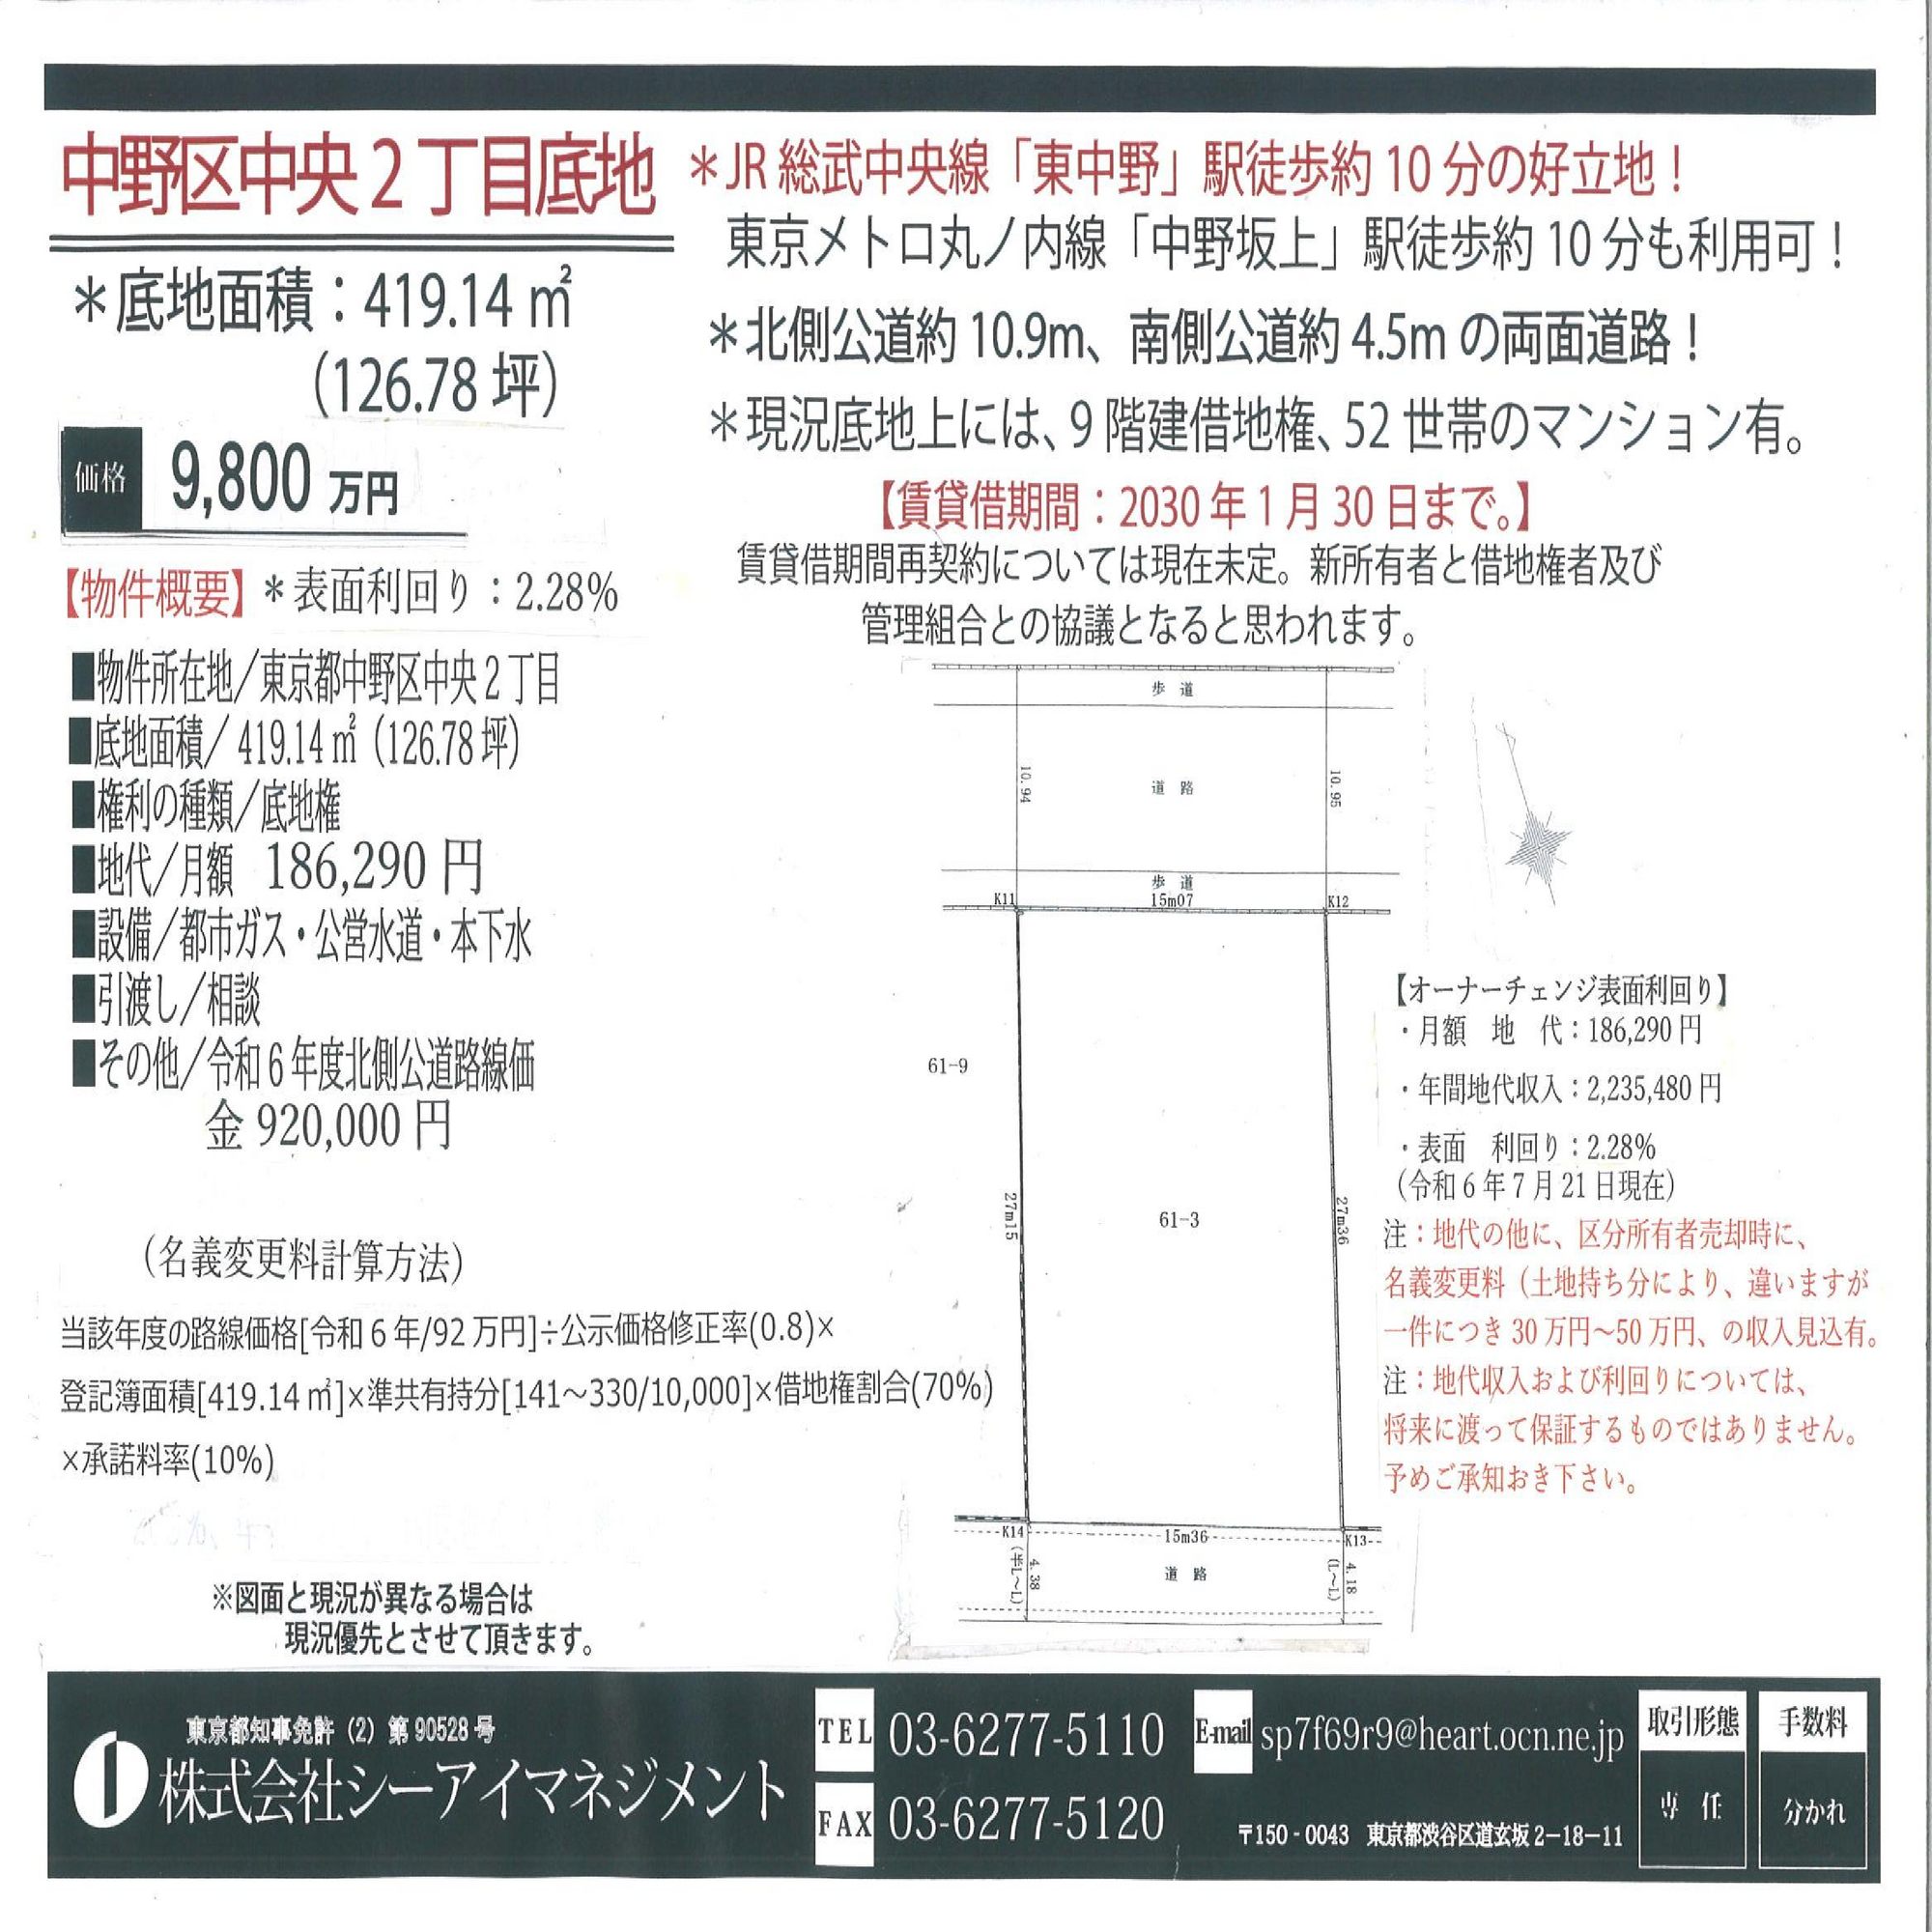 中野区中央２丁目底地
＊底地面積：419.14 ㎡
（126.78 坪）
価格 9,800 万円
＊JR 総武中央線「東中野」駅徒歩約 10 分の好立地！
東京メトロ丸ノ内線「中野坂上」駅徒歩約 10 分も利用可！
＊北側公道約 10.9m、南側公道約 4.5m の両面道路！
＊現況底地上には、9 階建借地権、52 世帯のマンション有。
【賃貸借期間：2030 年 1 月 30 日まで。】
賃貸借期間再契約については現在未定。新所有者と借地権者及び
管理組合との協議となると思われます。
【物件概要】＊表面利回り：2.28%
■物件所在地／東京都中野区中央２丁目
■底地面積／ 419.14 ㎡（126.78 坪）
■権利の種類／底地権
■地代／月額 186,290 円
■設備／都市ガス・公営水道・本下水
■引渡し／相談
■その他／令和６年度北側公道路線価
金 920,000 円
（名義変更料計算方法）
当該年度の路線価格[令和 6 年/92 万円]÷公示価格修正率(0.8)×
登記簿面積[419.14 ㎡]×準共有持分[141～330/10,000]×借地権割合(70%)
×承諾料率(10%)
※図面と現況が異なる場合は
現況優先とさせて頂きます。
歩 道
10.94
道 路
10.95
歩 道
K11
15m07
K12
61-9
27m15
61-3
27m36
K14
15m36
K13
(半L～L)
4.38
道 路
(L～L)
4.18
【オーナーチェンジ表面利回り】
・月額 地 代：186,290 円
・年間地代収入：2,235,480 円
・表面 利回り：2.28%
（令和 6 年 7 月 21 日現在）
注：地代の他に、区分所有者売却時に、
名義変更料（土地持ち分により、違いますが
一件につき 30 万円～50 万円、の収入見込有。
注：地代収入および利回りについては、
将来に渡って保証するものではありません。
予めご承知おき下さい。
東京都知事免許（2）第 90528 号
株式会社シーアイマネジメント
TEL 03-6277-5110
FAX 03-6277-5120
E-mail sp7f69r9@heart.ocn.ne.jp
〒150 - 0043 東京都渋谷区道玄坂 2－18－11
取引形態
専 任
手数料
分かれ